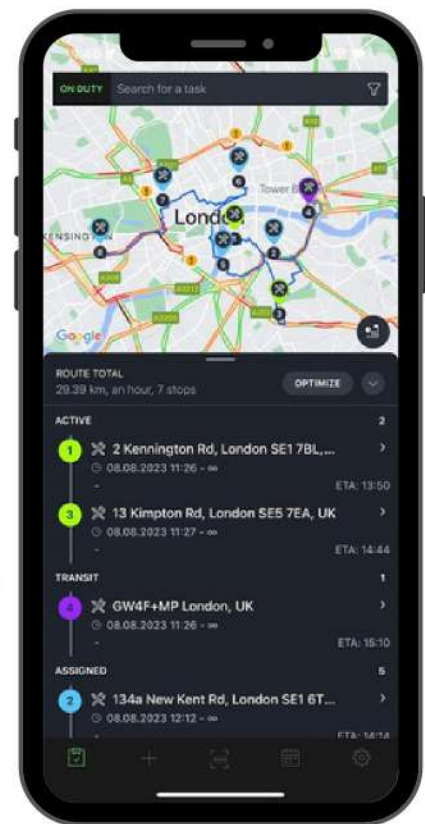 ON DUTY Search for a task
Tower B
London
KENSINGTON
A3213
Google
ROUTE TOTAL
29.39 km, an hour, 7 stops
OPTIMIZE
ACTIVE 2
1 2 Kennington Rd, London SE1 7BL,... >
08.08.2023 11:26 - ∞
-
ETA: 13:50
3 13 Kimpton Rd, London SE5 7EA, UK >
08.08.2023 11:27 - ∞
-
ETA: 14:44
TRANSIT 1
4 GW4F+MP London, UK >
08.08.2023 11:26 - ∞
-
ETA: 15:10
ASSIGNED 5
2 134a New Kent Rd, London SE1 6T... >
08.08.2023 12:12 - ∞
-
ETA: 14:14